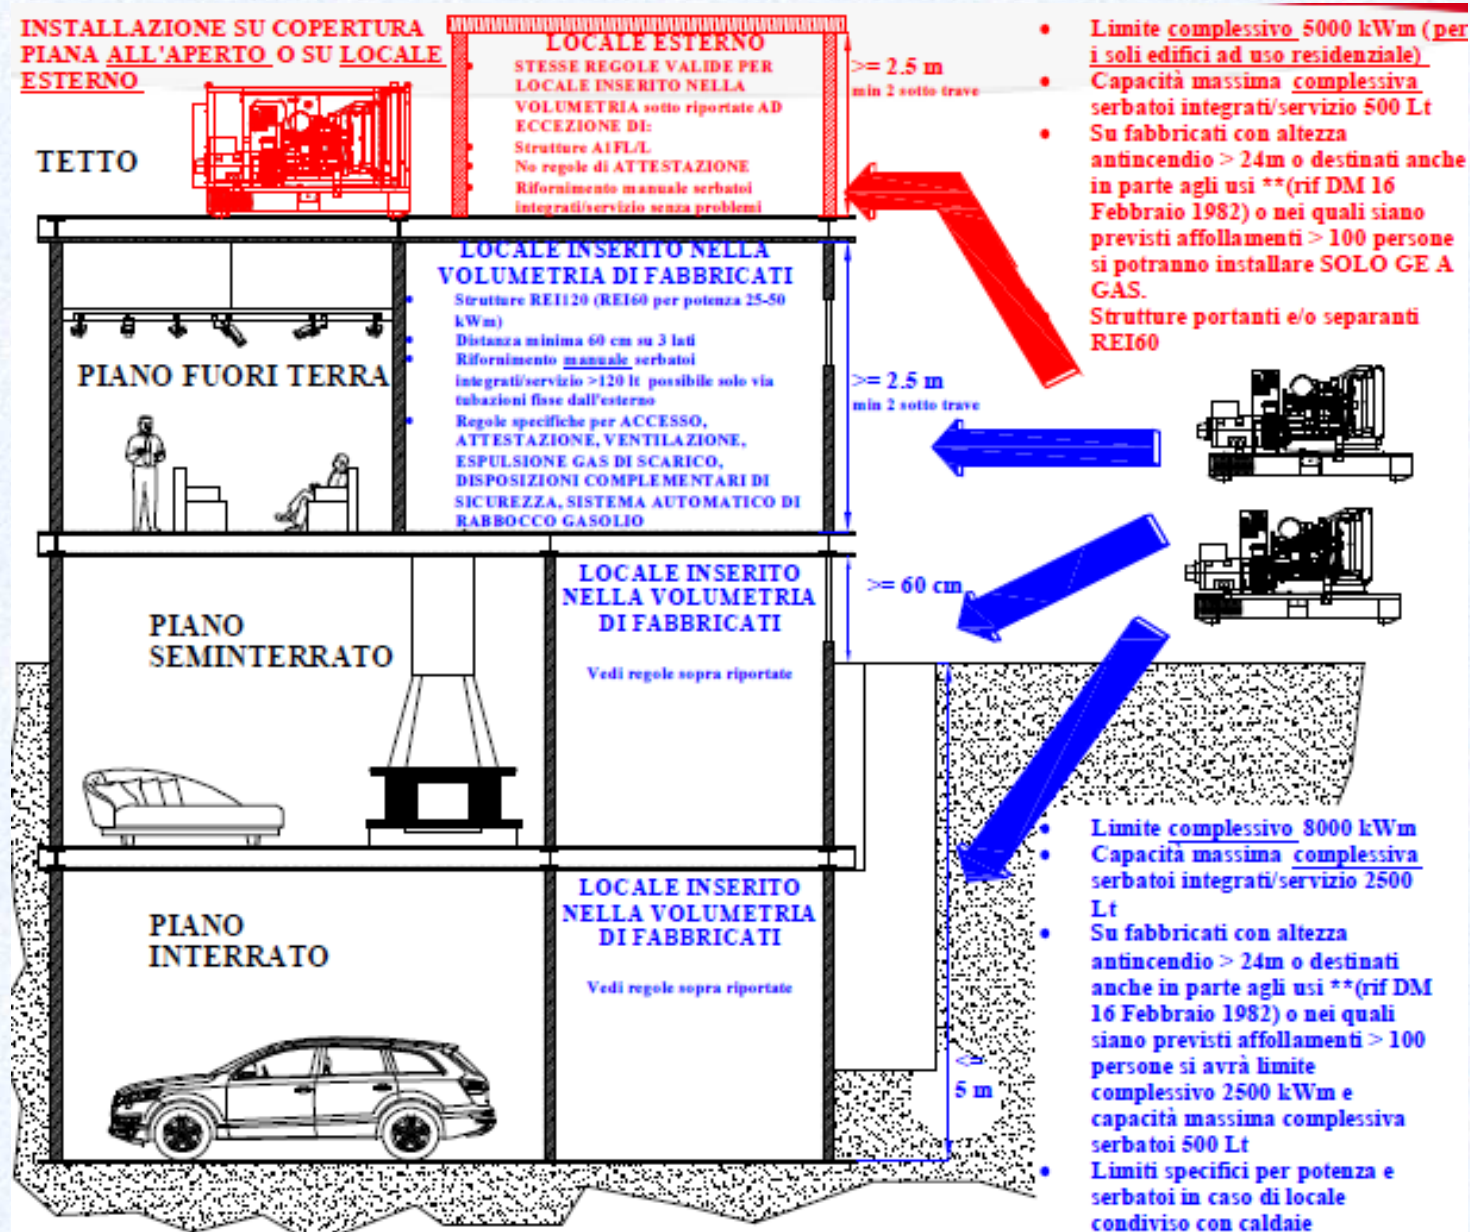 INSTALLAZIONE SU COPERTURA
PIANA ALL'APERTO O SU LOCALE
ESTERNO
TETTO
LOCALE ESTERNO
• STESSE REGOLE VALIDE PER
LOCALE INSERITO NELLA
VOLUMETRIA sotto riportate AD
ECCEZIONE DI:
• Strutture A1FL/L
• No regole di ATTESTAZIONE
• Rifornimento manuale serbatoi
integrati/servizio senza problemi
>= 2.5 m
min 2 sotto trave
• Limite complessivo 5000 kWm (per
i soli edifici ad uso residenziale)
• Capacità massima complessiva
serbatoi integrati/servizio 500 Lt
• Su fabbricati con altezza
antincendio > 24m o destinati anche
in parte agli usi **(rif DM 16
Febbraio 1982) o nei quali siano
previsti affollamenti > 100 persone
si potranno installare SOLO GE A
GAS.
Strutture portanti e/o separanti
REI60
PIANO FUORI TERRA
LOCALE INSERITO NELLA
VOLUMETRIA DI FABBRICATI
• Strutture REI120 (REI60 per potenza 25-50
kWm)
• Distanza minima 60 cm su 3 lati
• Rifornimento manuale serbatoi
integrati/servizio >120 lt possibile solo via
tubazioni fisse dall'esterno
• Regole specifiche per ACCESSO,
ATTESTAZIONE, VENTILAZIONE,
ESPULSIONE GAS DI SCARICO,
DISPOSIZIONI COMPLEMENTARI DI
SICUREZZA, SISTEMA AUTOMATICO DI
RABBOCCO GASOLIO
>= 2.5 m
min 2 sotto trave
PIANO
SEMINTERRATO
LOCALE INSERITO
NELLA VOLUMETRIA
DI FABBRICATI
Vedi regole sopra riportate
>= 60 cm
PIANO
INTERRATO
LOCALE INSERITO
NELLA VOLUMETRIA
DI FABBRICATI
Vedi regole sopra riportate
<=
5 m
• Limite complessivo 8000 kWm
• Capacità massima complessiva
serbatoi integrati/servizio 2500
Lt
• Su fabbricati con altezza
antincendio > 24m o destinati
anche in parte agli usi **(rif DM
16 Febbraio 1982) o nei quali
siano previsti affollamenti > 100
persone si avrà limite
complessivo 2500 kWm e
capacità massima complessiva
serbatoi 500 Lt
• Limiti specifici per potenza e
serbatoi in caso di locale
condiviso con caldaie